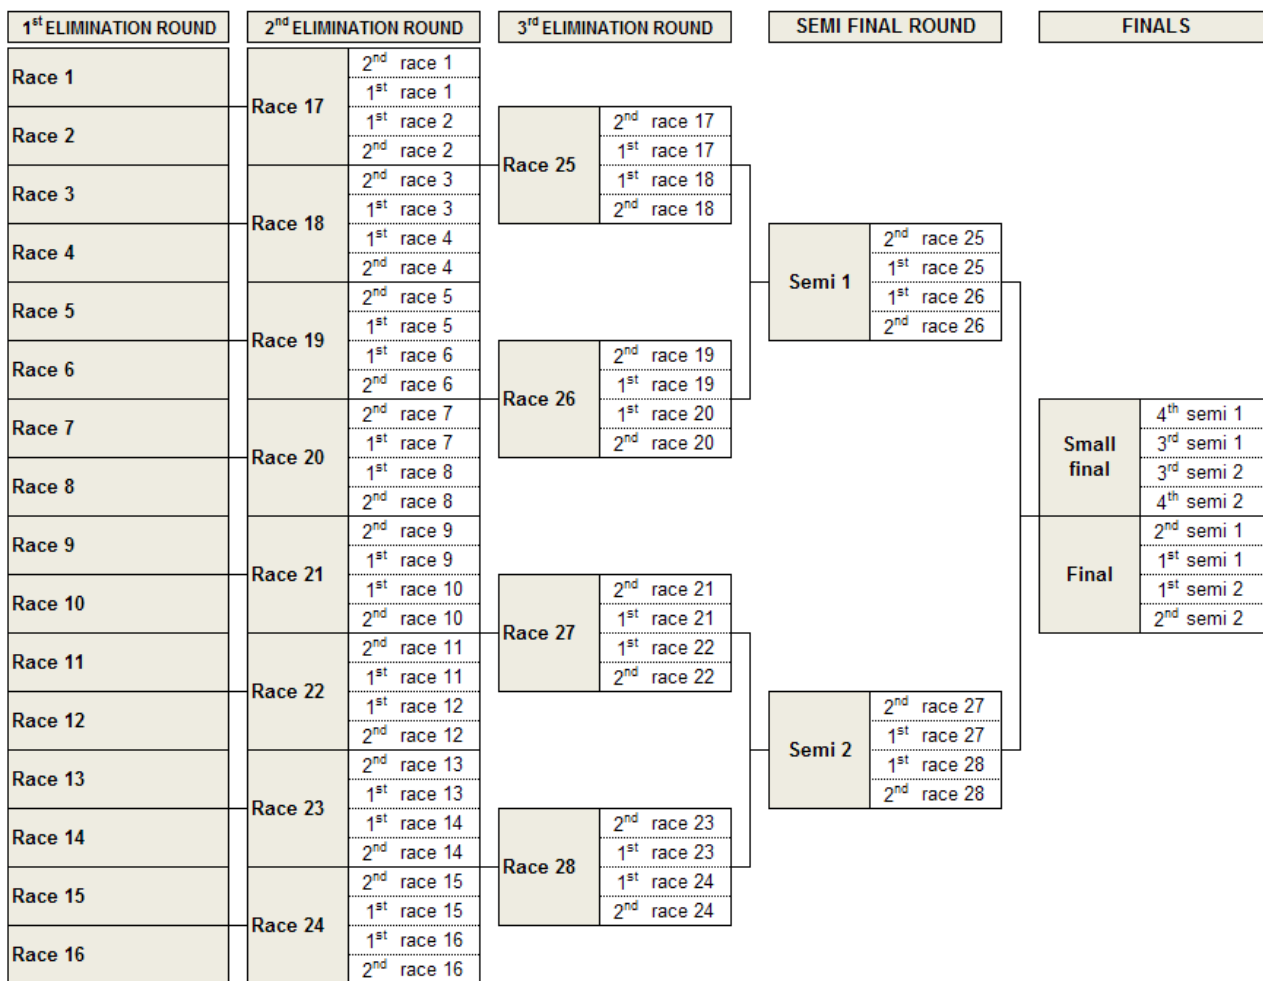 1st ELIMINATION ROUND
Race 1
Race 2
Race 3
Race 4
Race 5
Race 6
Race 7
Race 8
Race 9
Race 10
Race 11
Race 12
Race 13
Race 14
Race 15
Race 16
2nd ELIMINATION ROUND
Race 17
2nd race 1
1st race 1
1st race 2
2nd race 2
Race 18
2nd race 3
1st race 3
1st race 4
2nd race 4
Race 19
2nd race 5
1st race 5
1st race 6
2nd race 6
Race 20
2nd race 7
1st race 7
1st race 8
2nd race 8
Race 21
2nd race 9
1st race 9
1st race 10
2nd race 10
Race 22
2nd race 11
1st race 11
1st race 12
2nd race 12
Race 23
2nd race 13
1st race 13
1st race 14
2nd race 14
Race 24
2nd race 15
1st race 15
1st race 16
2nd race 16
3rd ELIMINATION ROUND
Race 25
2nd race 17
1st race 17
1st race 18
2nd race 18
Race 26
2nd race 19
1st race 19
1st race 20
2nd race 20
Race 27
2nd race 21
1st race 21
1st race 22
2nd race 22
Race 28
2nd race 23
1st race 23
1st race 24
2nd race 24
SEMI FINAL ROUND
Semi 1
2nd race 25
1st race 25
1st race 26
2nd race 26
Semi 2
2nd race 27
1st race 27
1st race 28
2nd race 28
FINALS
Small
final
4th semi 1
3rd semi 1
3rd semi 2
4th semi 2
Final
2nd semi 1
1st semi 1
1st semi 2
2nd semi 2